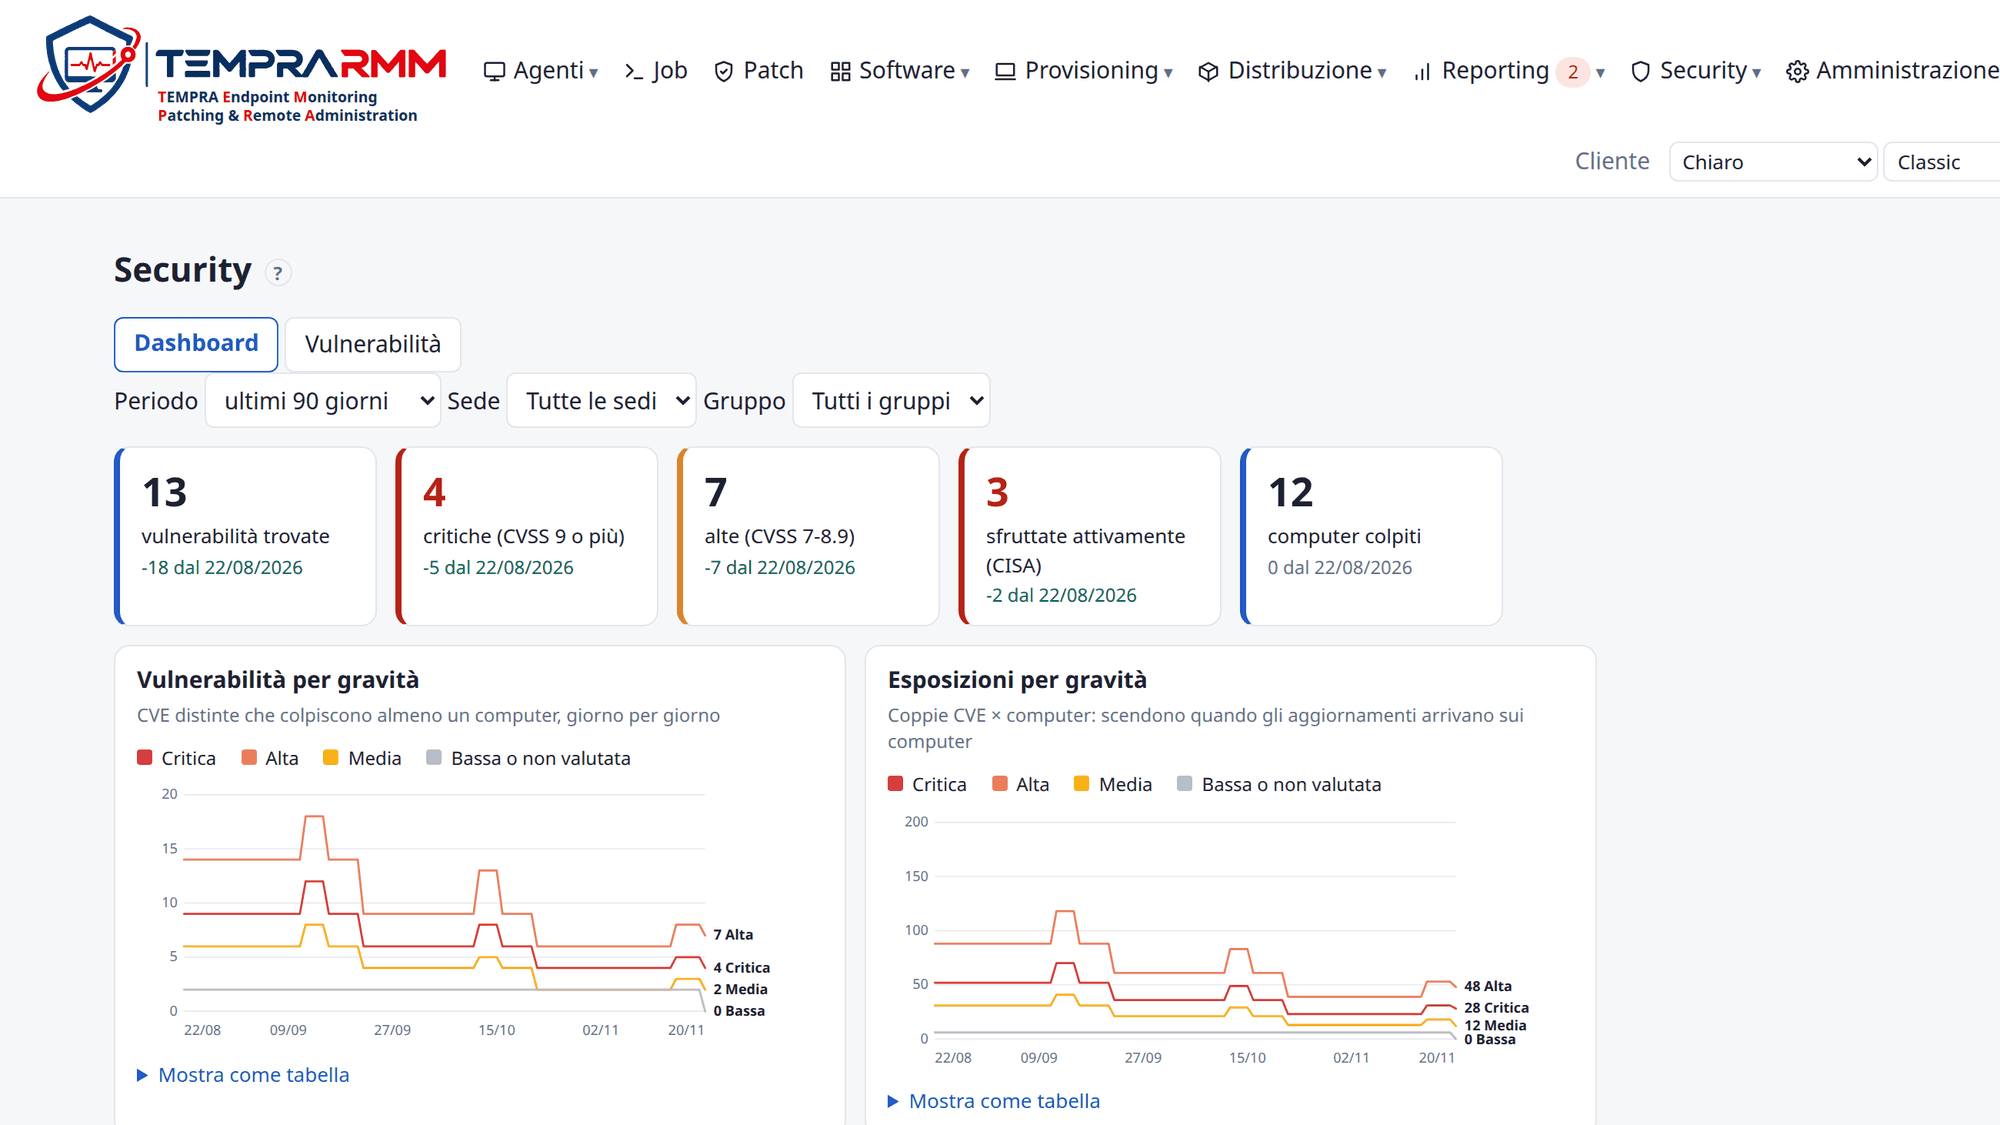 TEMPRARMM
TEMPRA Endpoint Monitoring
Patching & Remote Administration
Agenti
Job
Patch
Software
Provisioning
Distribuzione
Reporting 2
Security
Amministrazione
Cliente
Chiaro
Classic
Security ?
Dashboard
Vulnerabilità
Periodo ultimi 90 giorni Sede Tutte le sedi Gruppo Tutti i gruppi
13
vulnerabilità trovate
-18 dal 22/08/2026
4
critiche (CVSS 9 o più)
-5 dal 22/08/2026
7
alte (CVSS 7-8.9)
-7 dal 22/08/2026
3
sfruttate attivamente
(CISA)
-2 dal 22/08/2026
12
computer colpiti
0 dal 22/08/2026
Vulnerabilità per gravità
CVE distinte che colpiscono almeno un computer, giorno per giorno
Critica Alta Media Bassa o non valutata
20
15
10
5
0
7 Alta
4 Critica
2 Media
0 Bassa
22/08 09/09 27/09 15/10 02/11 20/11
Mostra come tabella
Esposizioni per gravità
Coppie CVE × computer: scendono quando gli aggiornamenti arrivano sui
computer
Critica Alta Media Bassa o non valutata
200
150
100
50
0
48 Alta
28 Critica
12 Media
0 Bassa
22/08 09/09 27/09 15/10 02/11 20/11
Mostra come tabella